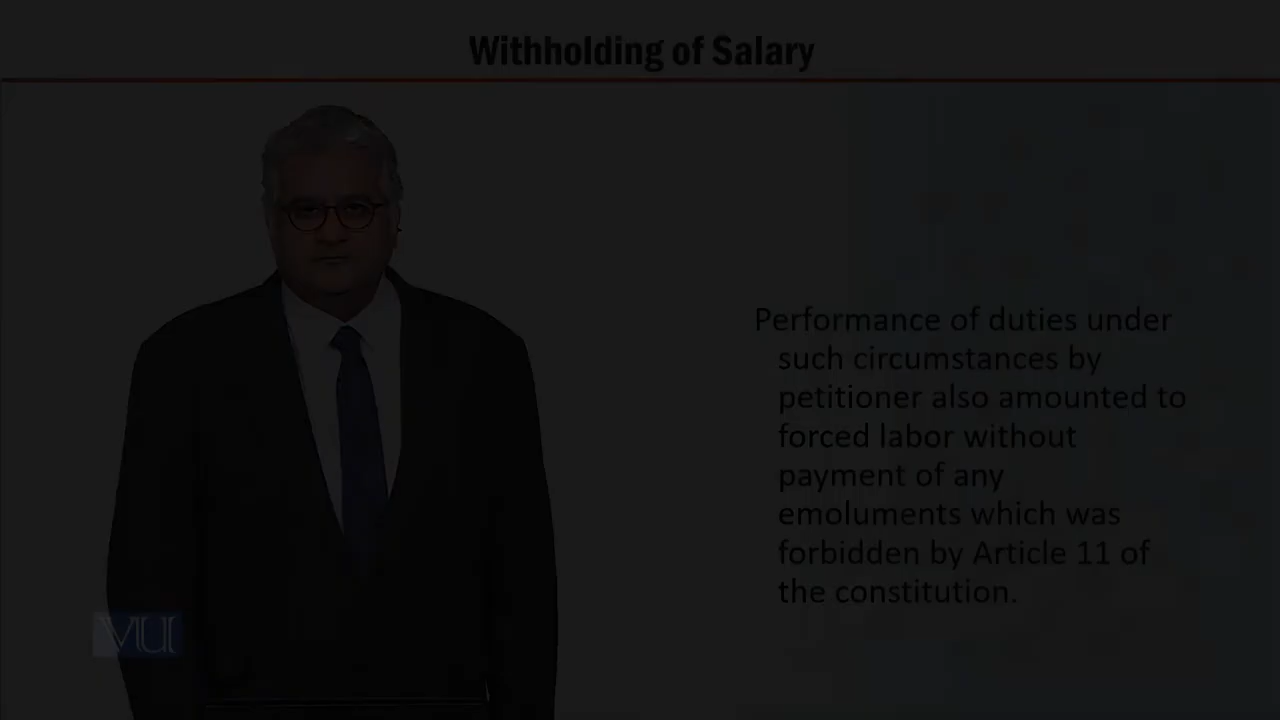 Withholding of Salary
Performance of duties under
such circumstances by
petitioner also amounted to
forced labor without
payment of any
emoluments which was
forbidden by Article 11 of
the constitution.
VU